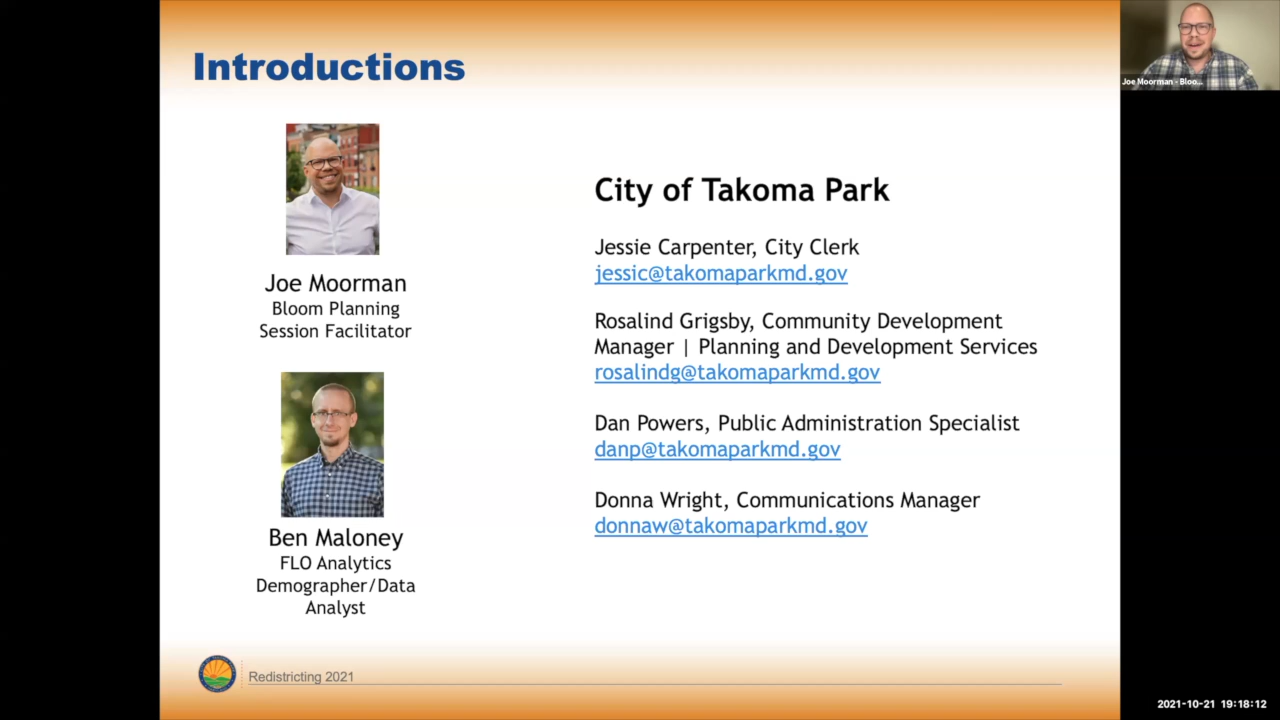 Introductions
Joe Moorman - Bloo...
City of Takoma Park
Jessie Carpenter, City Clerk
jessic@takomaparkmd.gov
Rosalind Grigsby, Community Development
Manager | Planning and Development Services
rosalindg@takomaparkmd.gov
Dan Powers, Public Administration Specialist
danp@takomaparkmd.gov
Donna Wright, Communications Manager
donnaw@takomaparkmd.gov
Joe Moorman
Bloom Planning
Session Facilitator
Ben Maloney
FLO Analytics
Demographer/Data
Analyst
Redistricting 2021
2021-10-21 19:18:12